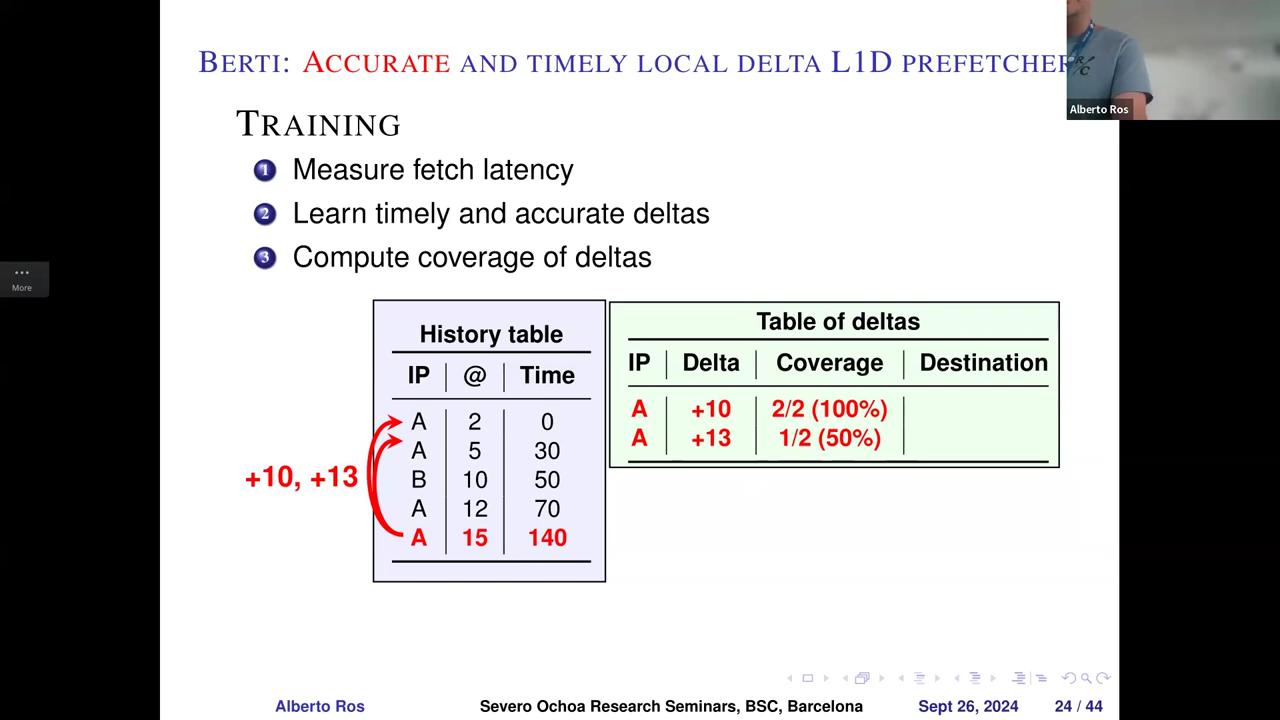 BERTI: ACCURATE AND TIMELY LOCAL DELTA L1D PREFETCHER
Alberto Ros
TRAINING
1 Measure fetch latency
2 Learn timely and accurate deltas
3 Compute coverage of deltas
More
History table
IP @ Time
A 2 0
A 5 30
B 10 50
A 12 70
A 15 140
+10, +13
Table of deltas
IP Delta Coverage Destination
A +10 2/2 (100%)
A +13 1/2 (50%)
Alberto Ros Severo Ochoa Research Seminars, BSC, Barcelona Sept 26, 2024 24 / 44